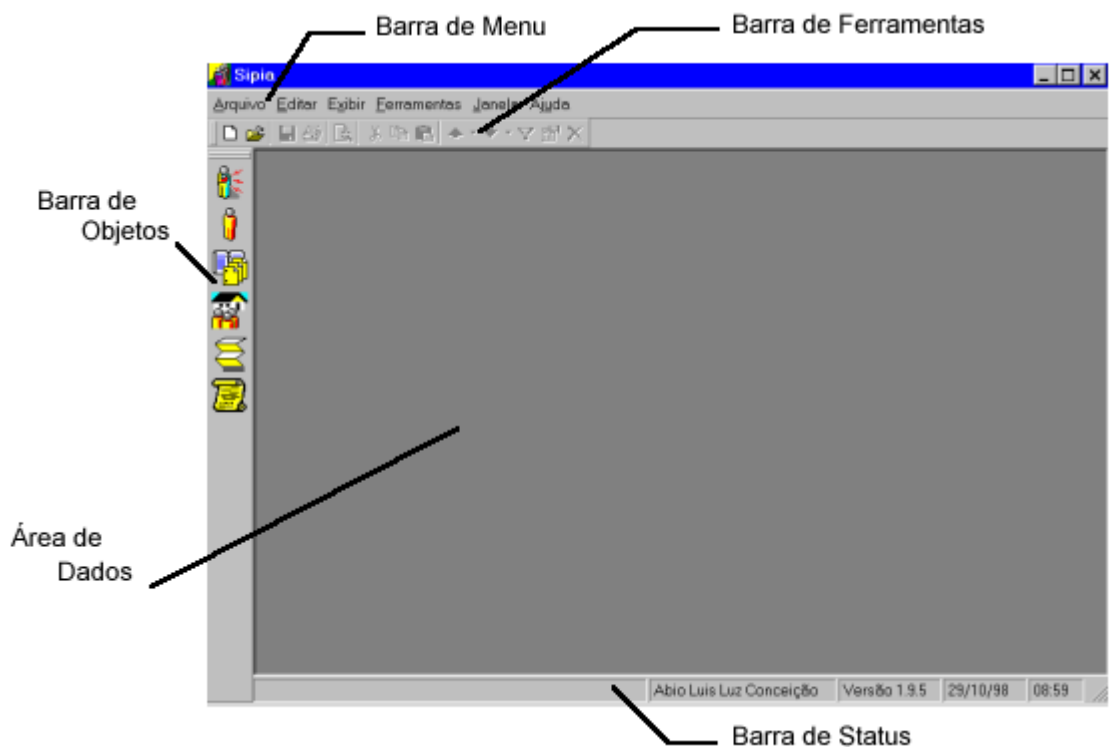 Barra de Menu
Barra de Ferramentas
Sipia
Arquivo Editar Exibir Ferramentas Janela Ajuda
Barra de
Objetos
Área de
Dados
Abio Luis Luz Conceição Versão 1.9.5 29/10/98 08:59
Barra de Status